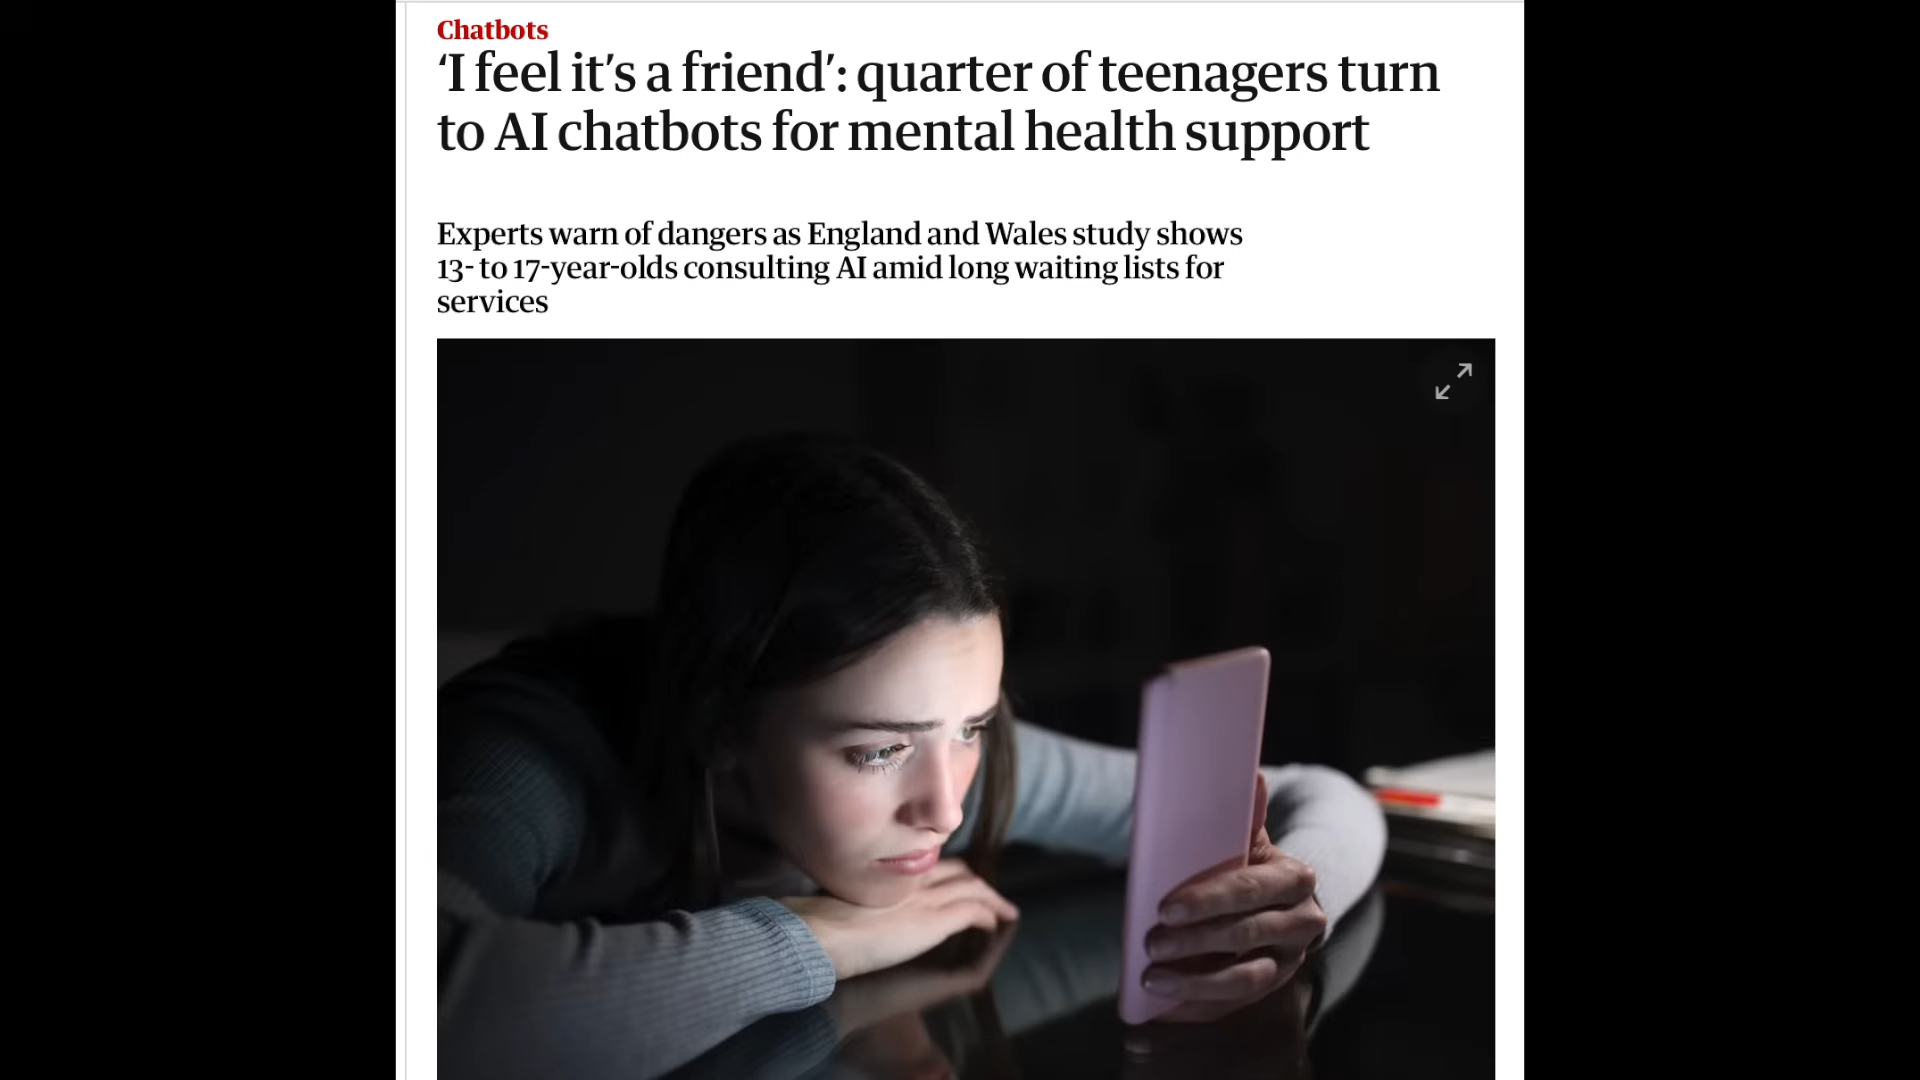 Chatbots
‘I feel it’s a friend’: quarter of teenagers turn
to AI chatbots for mental health support
Experts warn of dangers as England and Wales study shows
13- to 17-year-olds consulting AI amid long waiting lists for
services